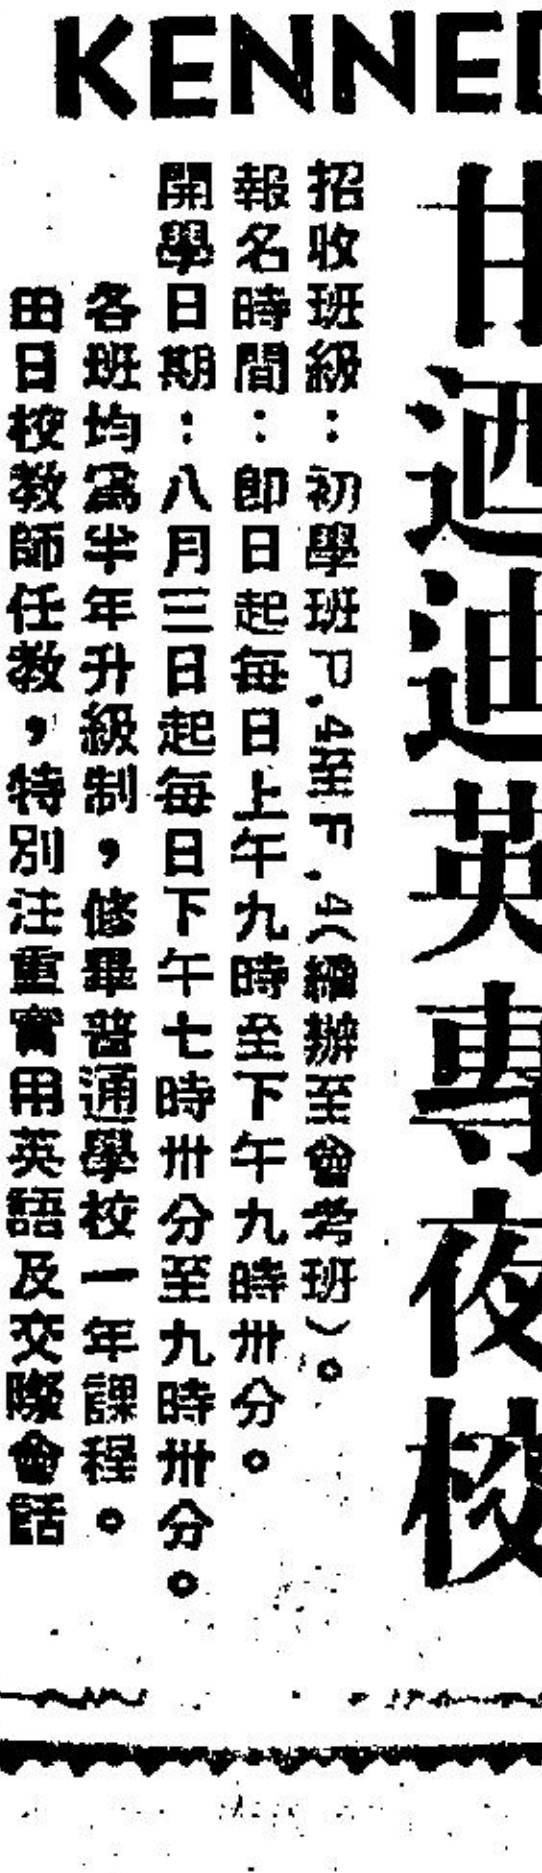 KENNED
甘迺迪英專夜校
招收班級：初學班P.4至F.4(續辦至會考班)。
報名時間：即日起每日上午九時至下午九時卅分。
開學日期：八月三日起每日下午七時卅分至九時卅分。
各班均為半年升級制，修畢普通學校一年課程。
由日校教師任教，特別注重實用英語及交際會話